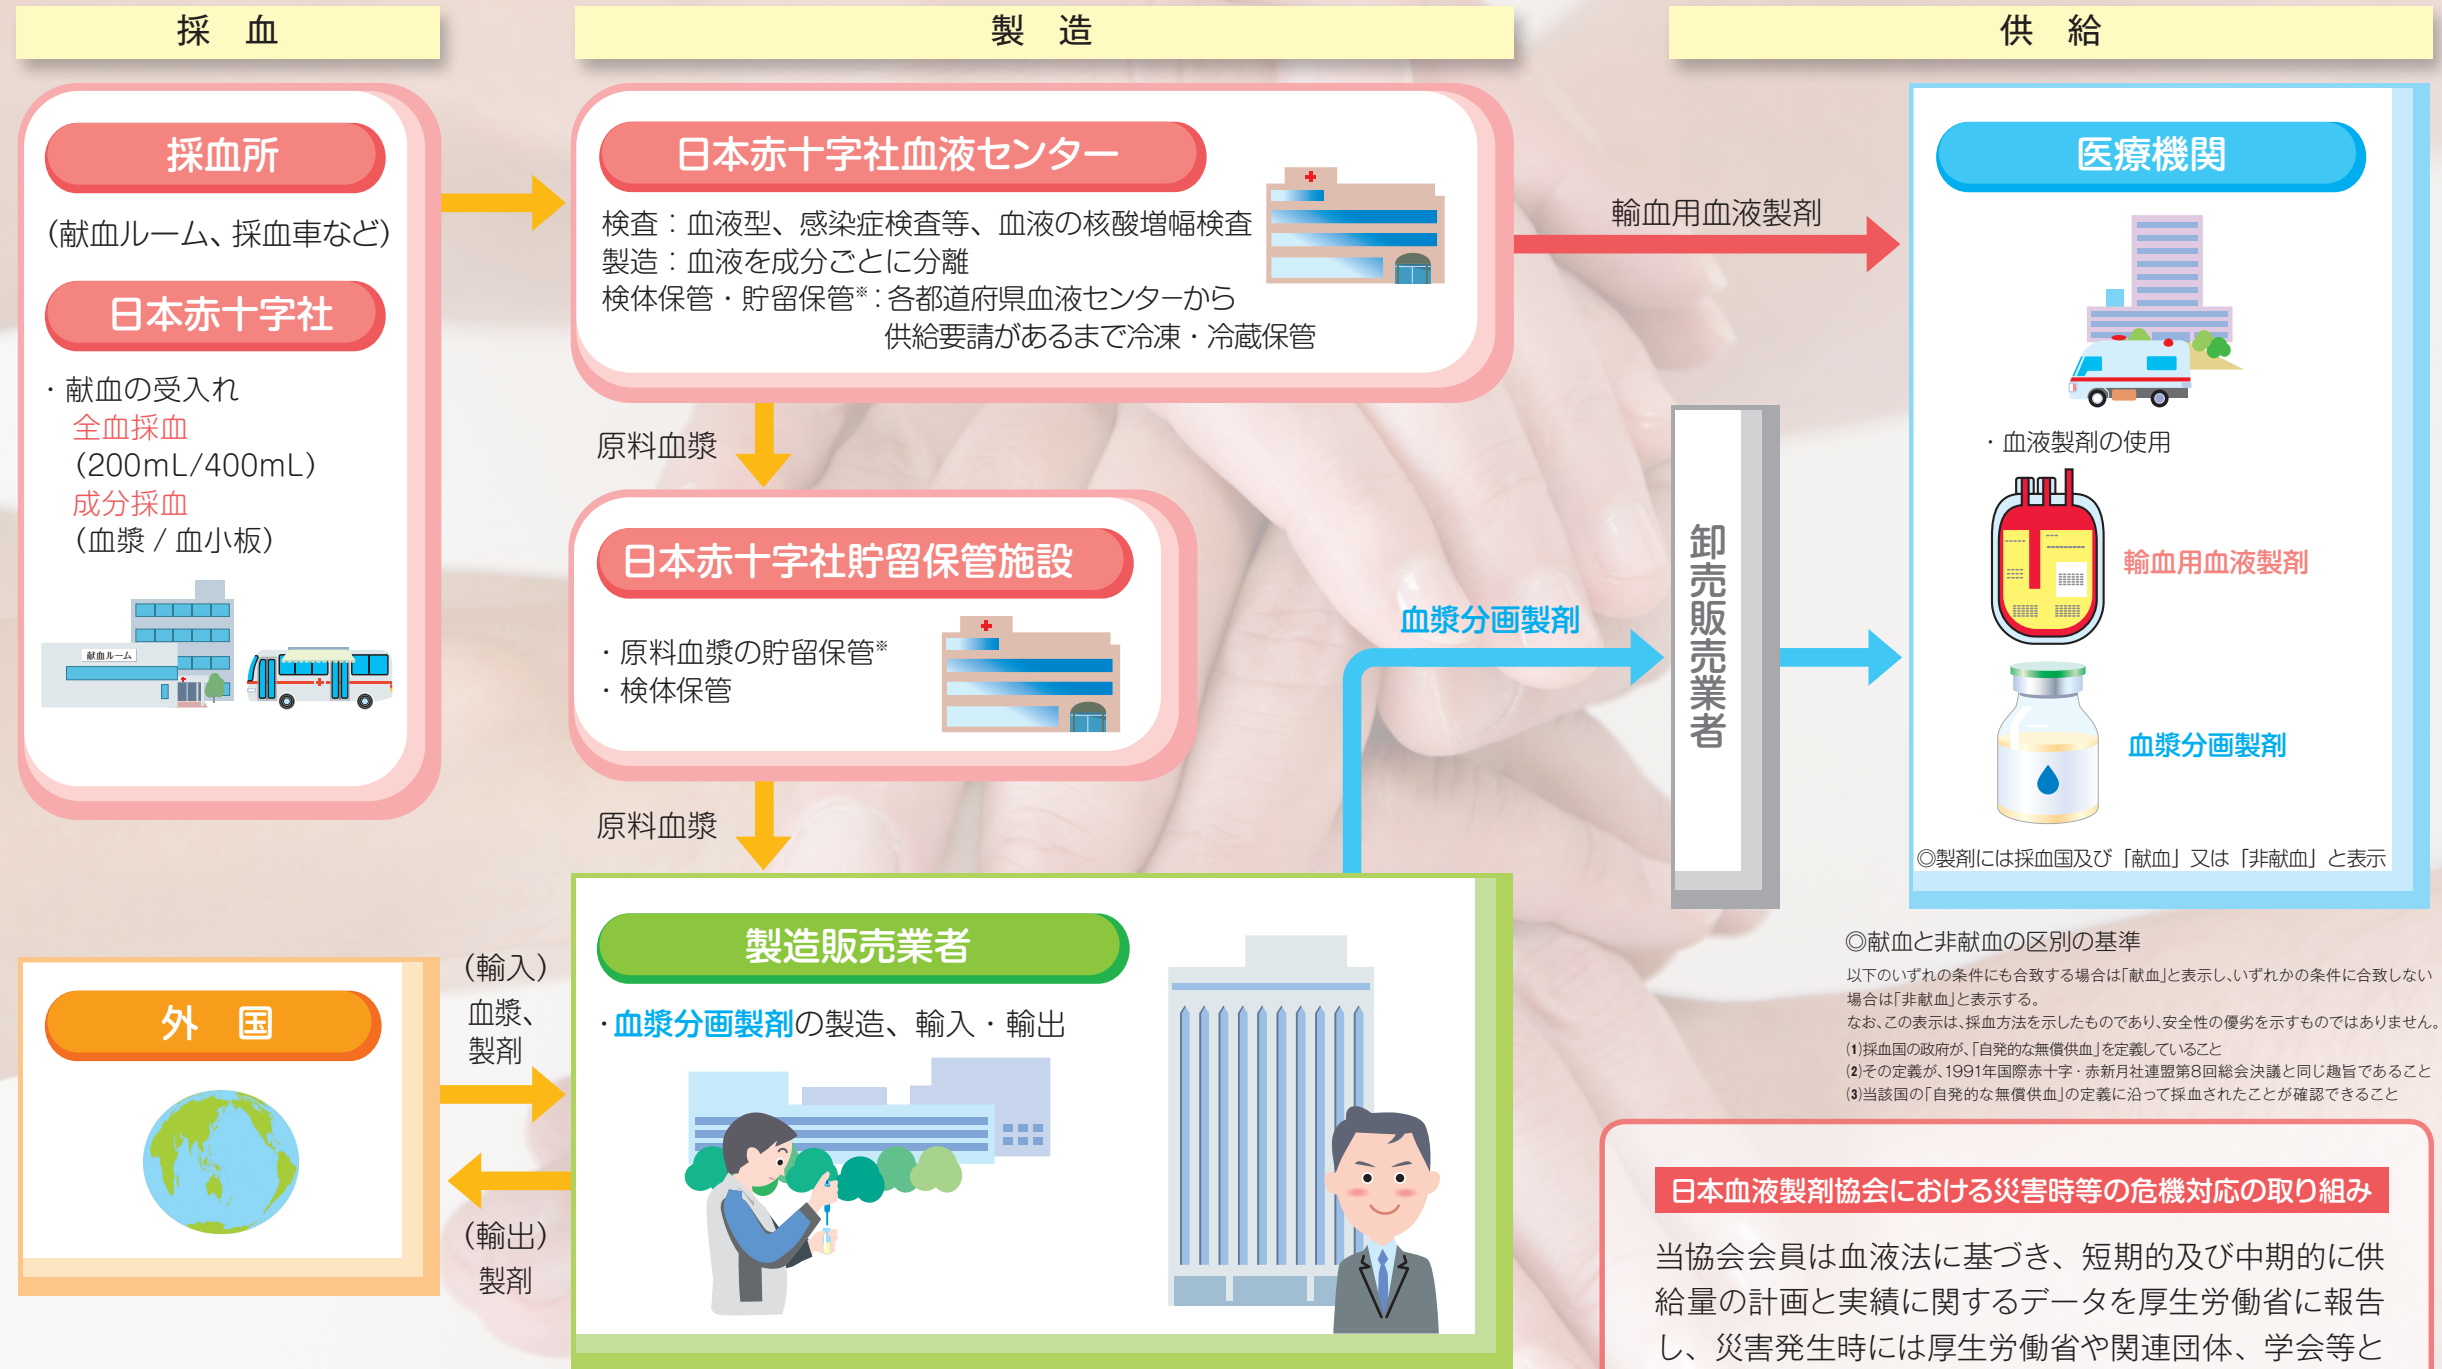 採 血
製 造
供 給
採血所
(献血ルーム、採血車など)
日本赤十字社
・献血の受入れ
全血採血
(200mL/400mL)
成分採血
(血漿 / 血小板)
献血ルーム
日本赤十字社血液センター
検査：血液型、感染症検査等、血液の核酸増幅検査
製造：血液を成分ごとに分離
検体保管・貯留保管※：各都道府県血液センターから
供給要請があるまで冷凍・冷蔵保管
原料血漿
日本赤十字社貯留保管施設
・原料血漿の貯留保管※
・検体保管
原料血漿
製造販売業者
・血漿分画製剤の製造、輸入・輸出
外 国
(輸入)
血漿、
製剤
(輸出)
製剤
輸血用血液製剤
血漿分画製剤
卸売販売業者
医療機関
・血液製剤の使用
輸血用血液製剤
血漿分画製剤
◎製剤には採血国及び「献血」又は「非献血」と表示
◎献血と非献血の区別の基準
以下のいずれの条件にも合致する場合は「献血」と表示し、いずれかの条件に合致しない
場合は「非献血」と表示する。
なお、この表示は、採血方法を示したものであり、安全性の優劣を示すものではありません。
(1)採血国の政府が、「自発的な無償供血」を定義していること
(2)その定義が、1991年国際赤十字・赤新月社連盟第8回総会決議と同じ趣旨であること
(3)当該国の「自発的な無償供血」の定義に沿って採血されたことが確認できること
日本血液製剤協会における災害時等の危機対応の取り組み
当協会会員は血液法に基づき、短期的及び中期的に供
給量の計画と実績に関するデータを厚生労働省に報告
し、災害発生時には厚生労働省や関連団体、学会等と